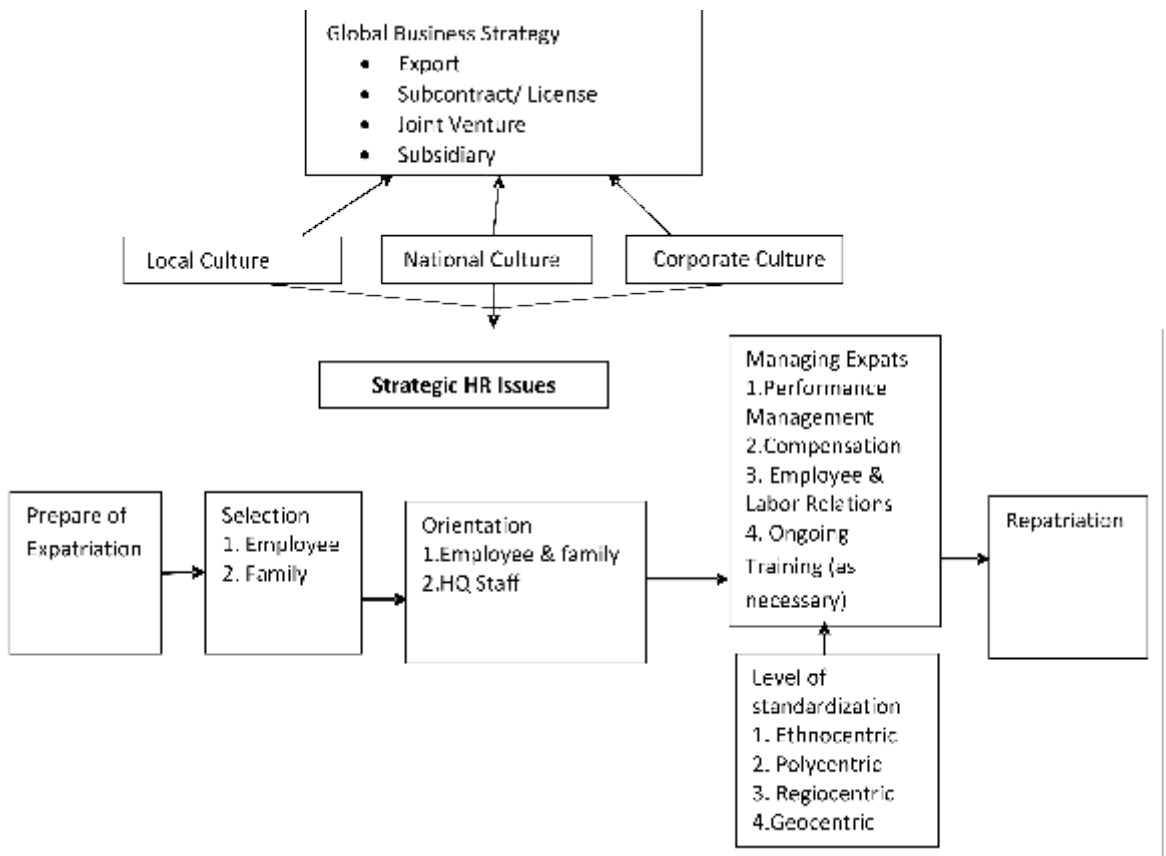 Global Business Strategy
• Export
• Subcontract/ License
• Joint Venture
• Subsidiary
Local Culture
National Culture
Corporate Culture
Strategic HR Issues
Prepare of
Expatriation
Selection
1. Employee
2. Family
Orientation
1.Employee & family
2.HQ Staff
Managing Expats
1.Performance
Management
2.Compensation
3. Employee &
Labor Relations
4. Ongoing
Training (as
necessary)
Repatriation
Level of
standardization
1. Ethnocentric
2. Polycentric
3. Regiocentric
4.Geocentric